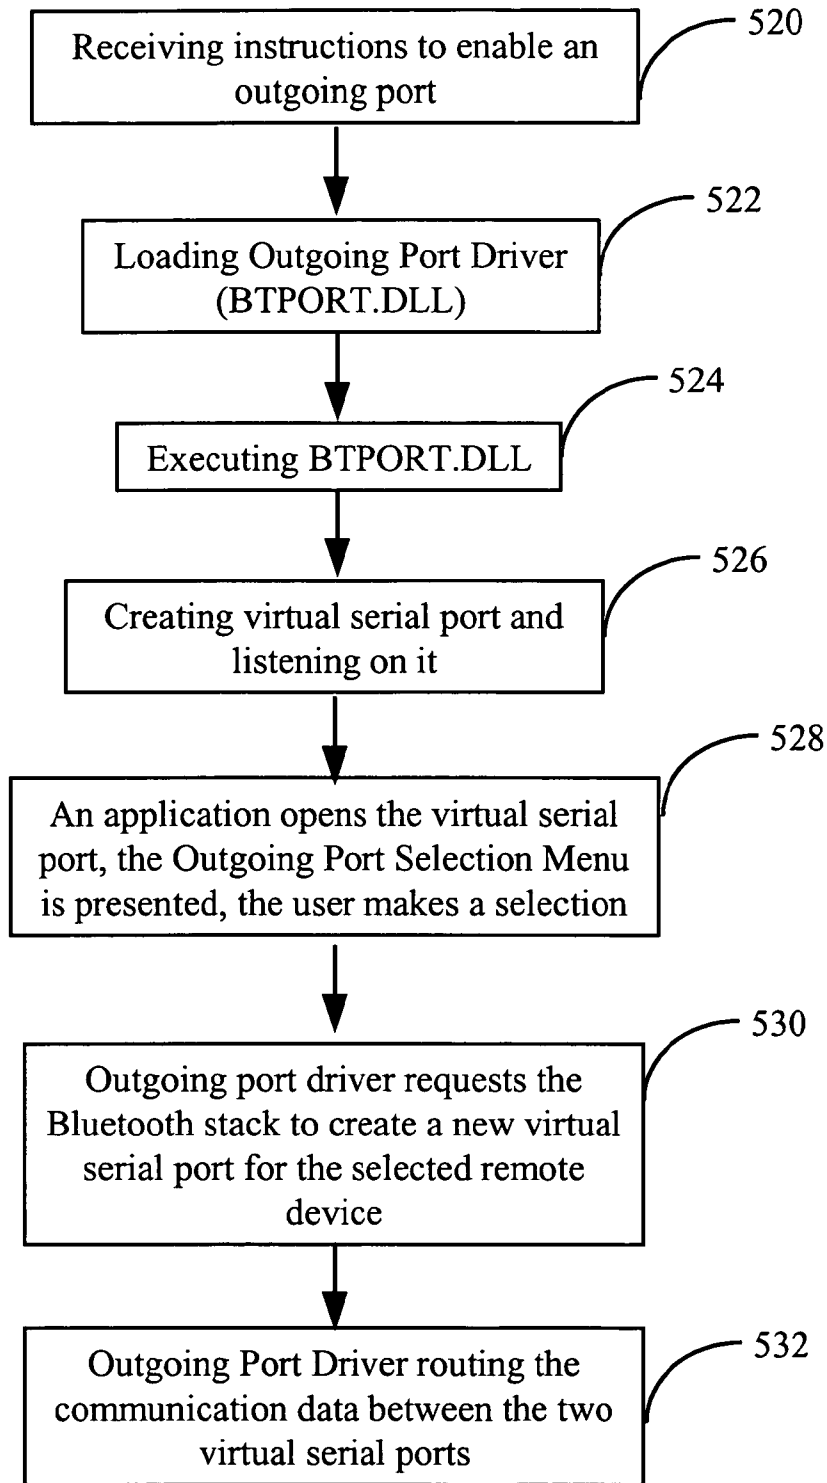 520
Receiving instructions to enable an
outgoing port
522
Loading Outgoing Port Driver
(BTPORT.DLL)
524
Executing BTPORT.DLL
526
Creating virtual serial port and
listening on it
528
An application opens the virtual serial
port, the Outgoing Port Selection Menu
is presented, the user makes a selection
530
Outgoing port driver requests the
Bluetooth stack to create a new virtual
serial port for the selected remote
device
532
Outgoing Port Driver routing the
communication data between the two
virtual serial ports